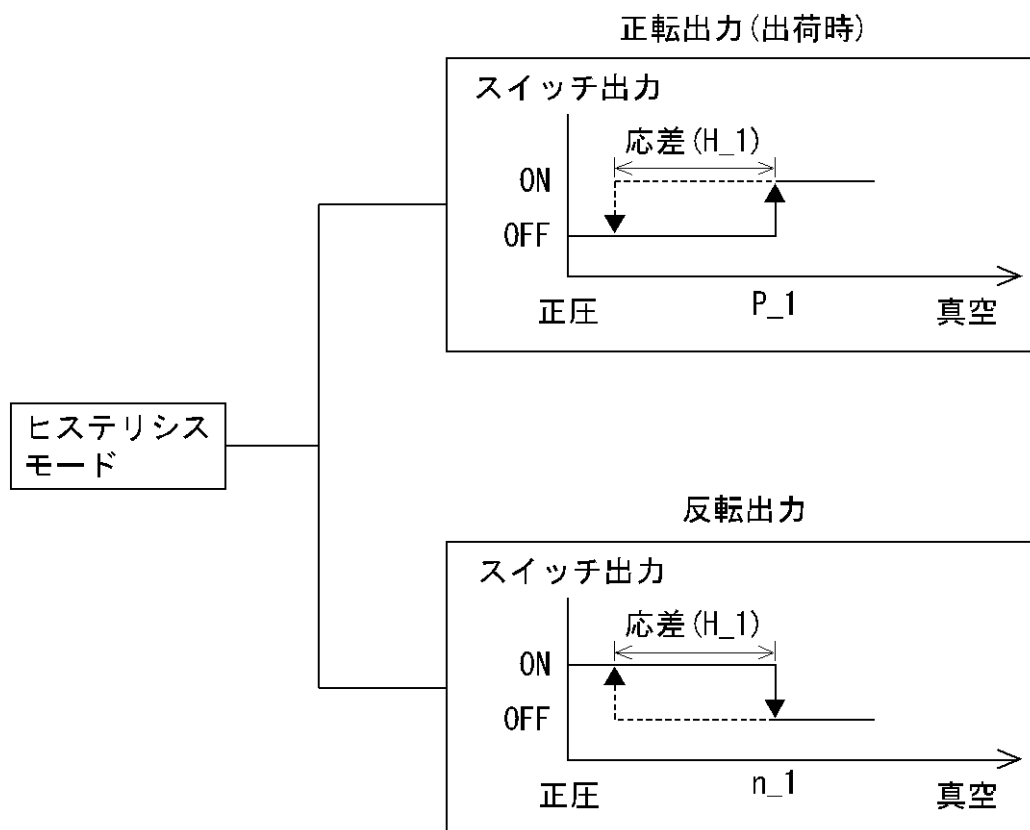 正転出力(出荷時)
スイッチ出力
応差(H_1)
ON
OFF
P_1
正圧
真空
ヒステリシス
モード
反転出力
スイッチ出力
応差(H_1)
ON
OFF
n_1
正圧
真空